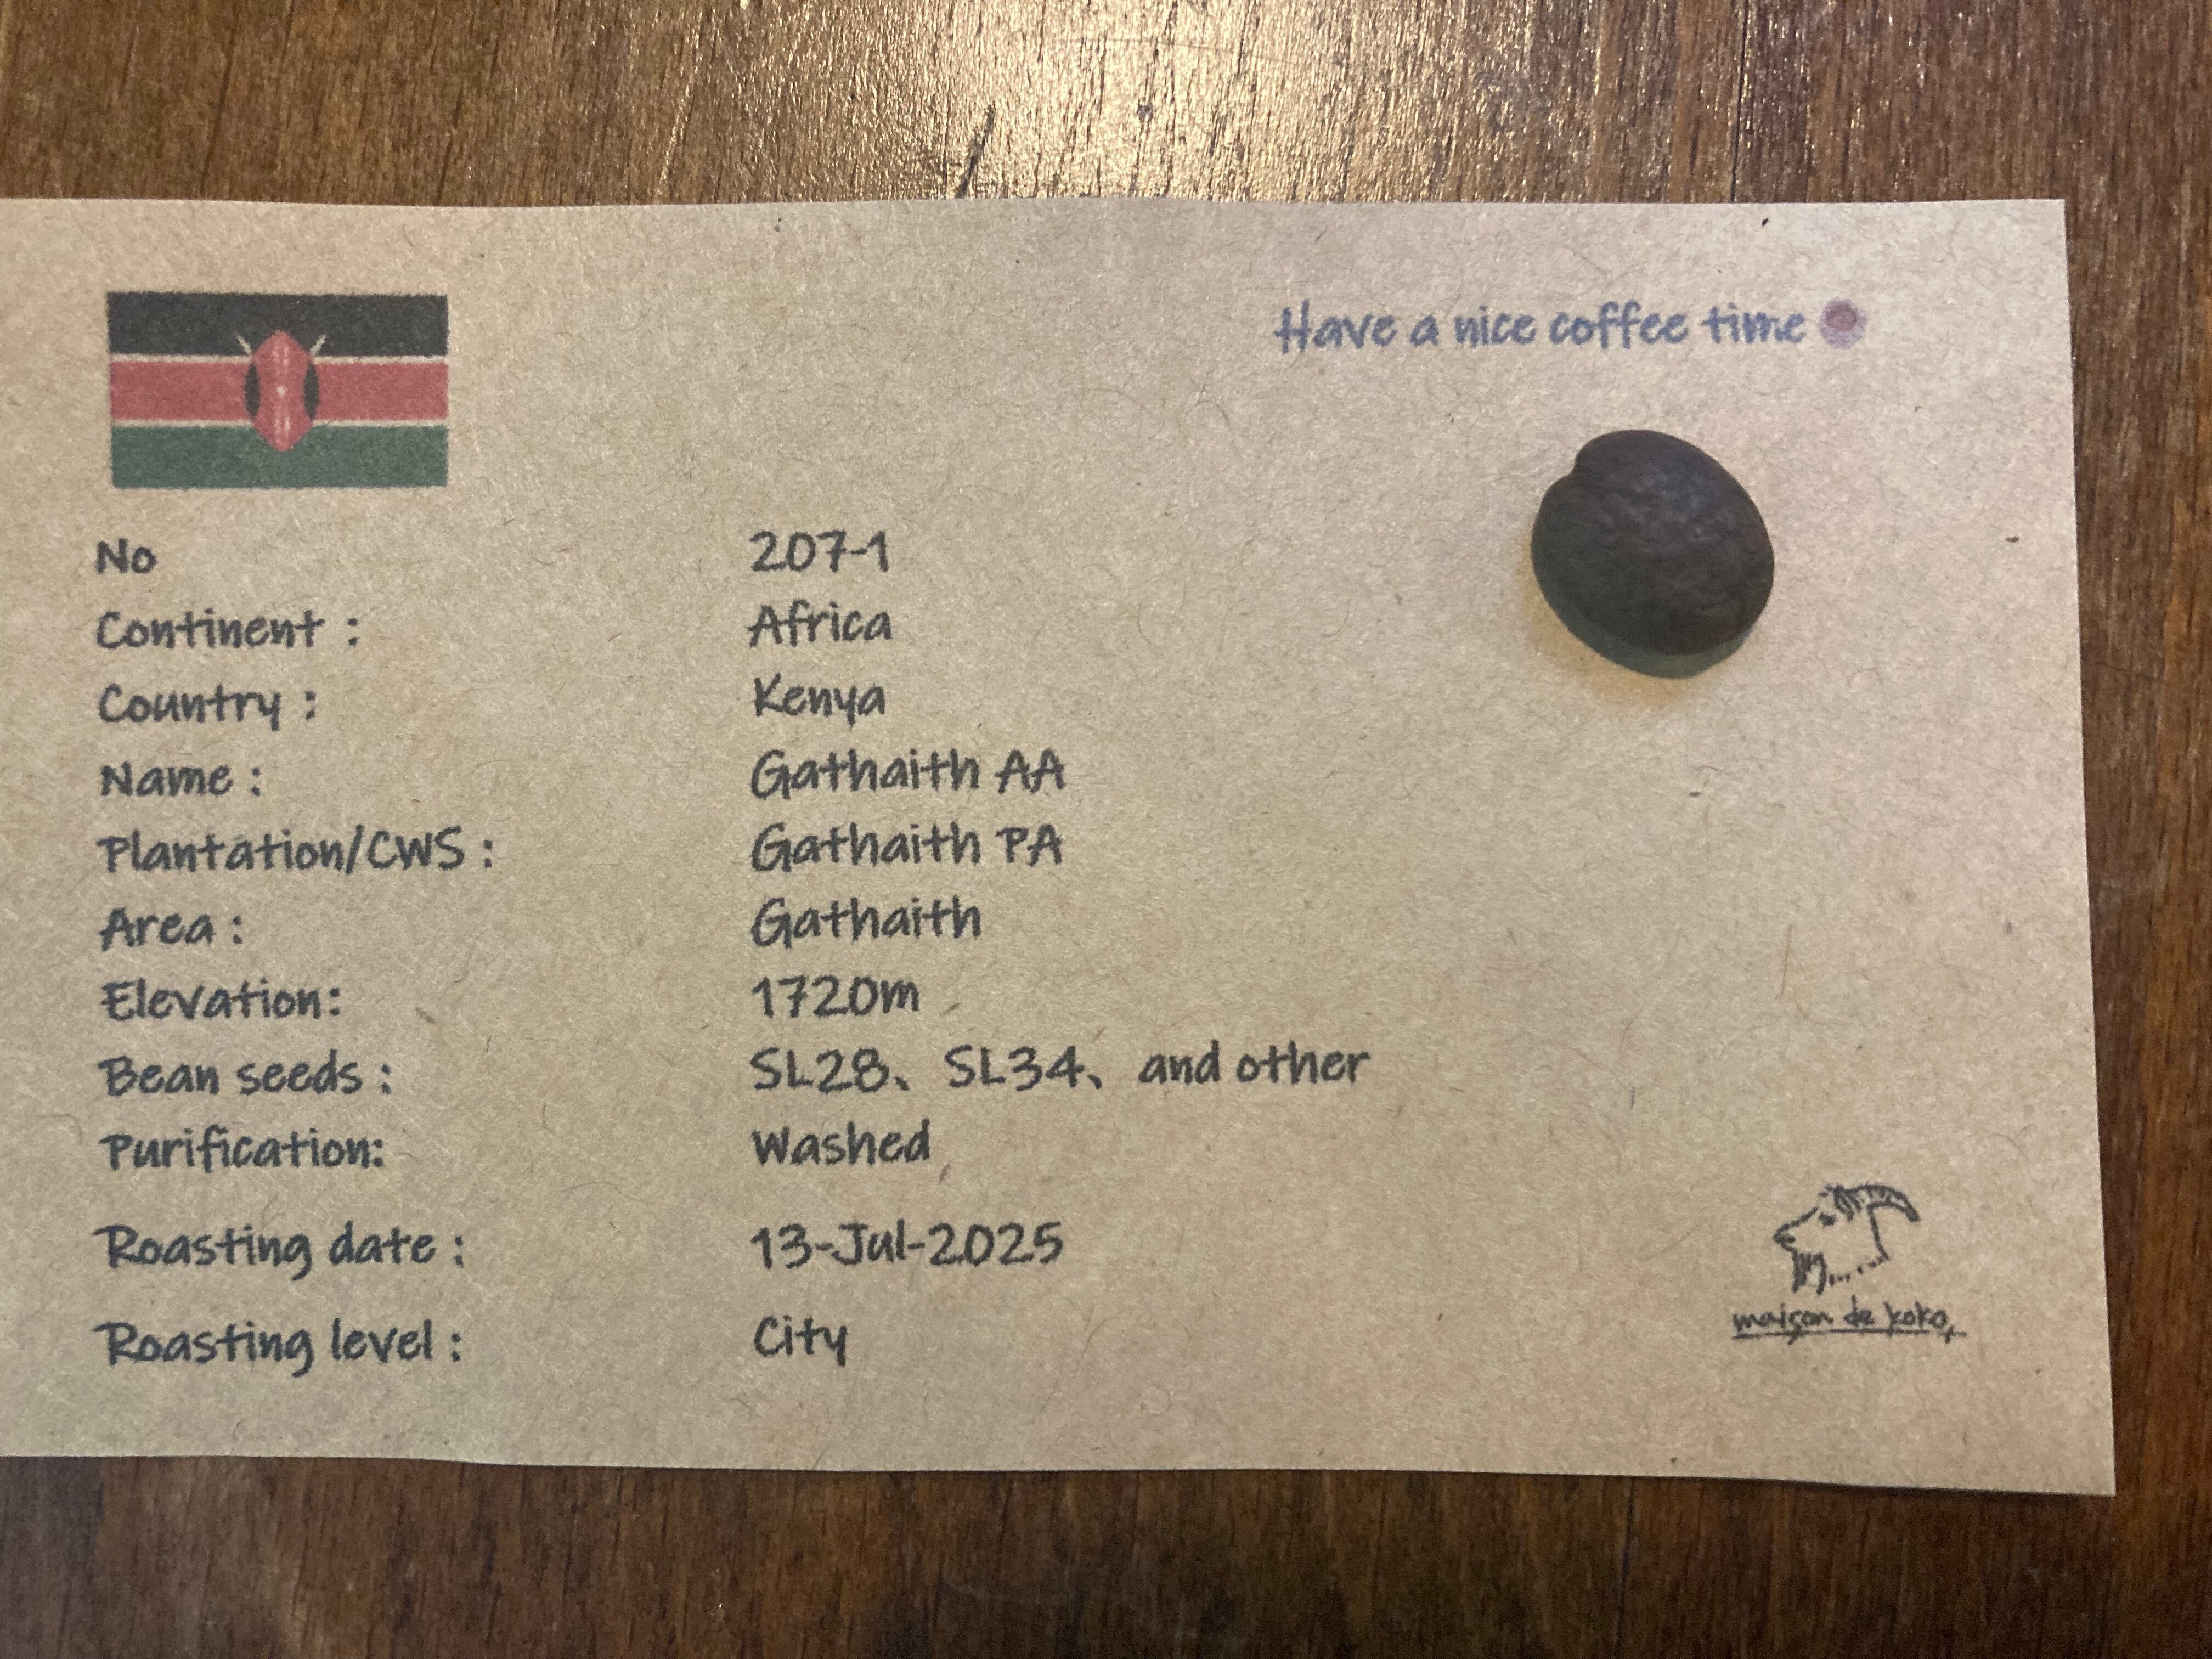 Have a nice coffee time
No 207-1
Continent : Africa
Country : Kenya
Name : Gathaith AA
Plantation/CWS : Gathaith PA
Area : Gathaith
Elevation: 1720m
Bean seeds : SL28、SL34、and other
Purification: Washed
Roasting date : 13-Jul-2025
Roasting level : City
maison de koko,